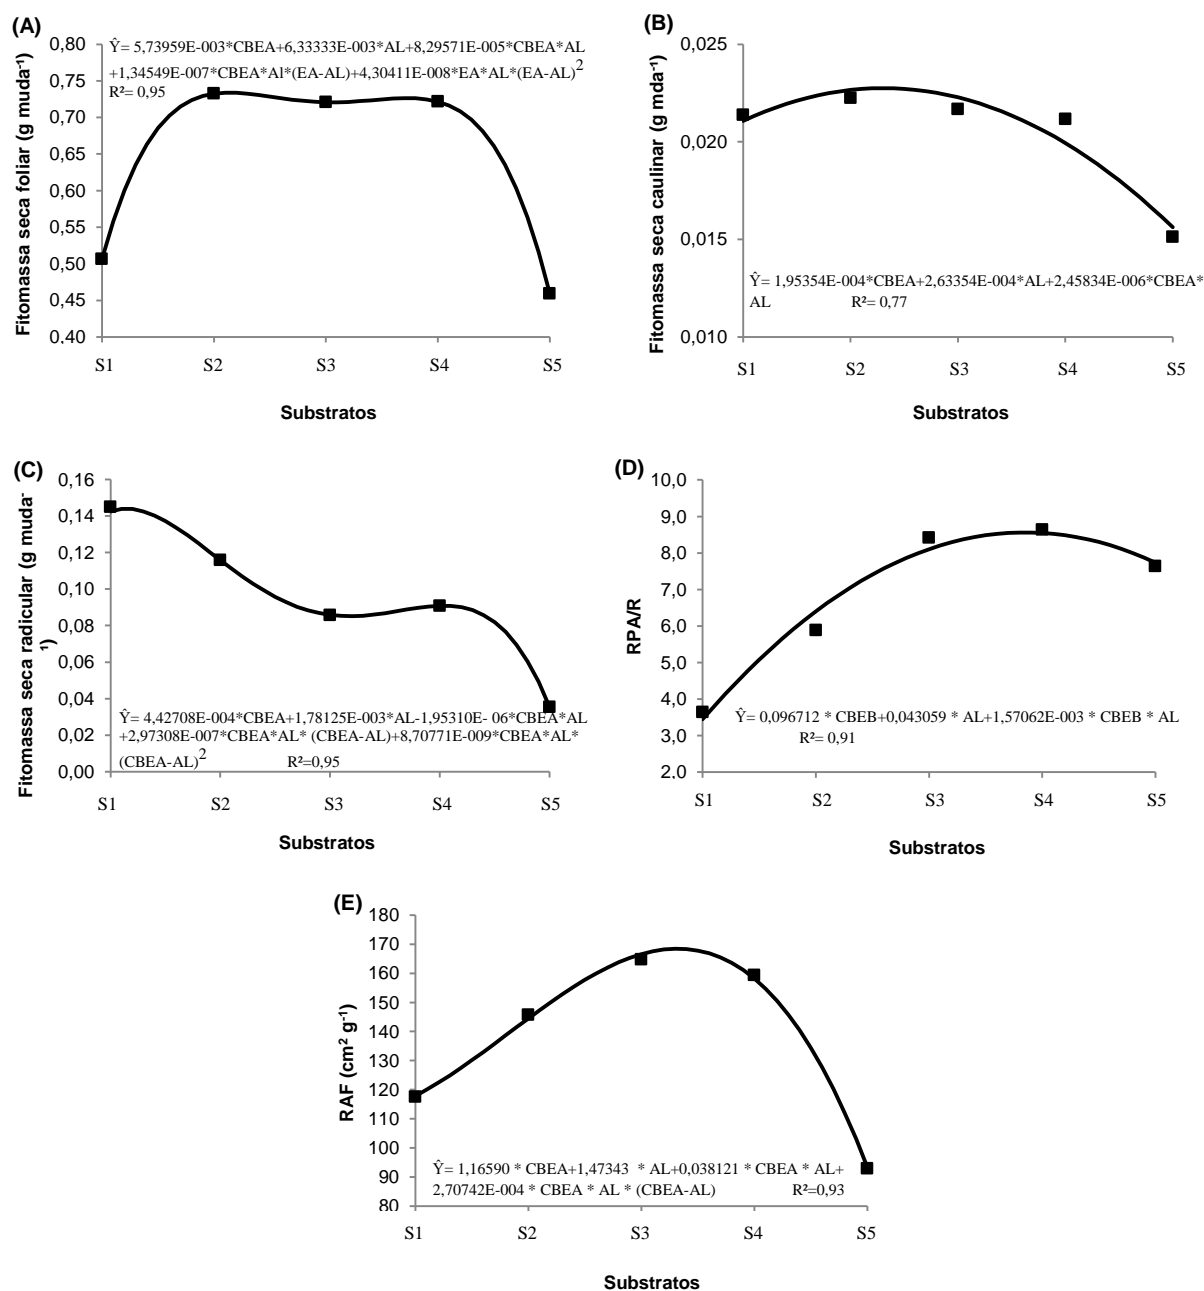 (A)
Fitomassa seca foliar (g muda⁻¹)
0,80
0,75
0,70
0,65
0,60
0,55
0,50
0,45
0,40
Ŷ= 5,73959E-003*CBEA+6,33333E-003*AL+8,29571E-005*CBEA*AL
+1,34549E-007*CBEA*Al*(EA-AL)+4,30411E-008*EA*AL*(EA-AL)²
R²= 0,95
S1 S2 S3 S4 S5
Substratos
(B)
Fitomassa seca caulinar (g mda⁻¹)
0,025
0,020
0,015
0,010
Ŷ= 1,95354E-004*CBEA+2,63354E-004*AL+2,45834E-006*CBEA*
AL R²= 0,77
S1 S2 S3 S4 S5
Substratos
(C)
Fitomassa seca radicular (g muda⁻
¹)
0,16
0,14
0,12
0,10
0,08
0,06
0,04
0,02
0,00
Ŷ= 4,42708E-004*CBEA+1,78125E-003*AL-1,95310E- 06*CBEA*AL
+2,97308E-007*CBEA*AL* (CBEA-AL)+8,70771E-009*CBEA*AL*
(CBEA-AL)² R²=0,95
S1 S2 S3 S4 S5
Substratos
(D)
RPA/R
10,0
9,0
8,0
7,0
6,0
5,0
4,0
3,0
2,0
Ŷ= 0,096712 * CBEB+0,043059 * AL+1,57062E-003 * CBEB * AL
R²= 0,91
S1 S2 S3 S4 S5
Substratos
(E)
RAF (cm² g⁻¹)
180
170
160
150
140
130
120
110
100
90
80
Ŷ= 1,16590 * CBEA+1,47343 * AL+0,038121 * CBEA * AL+
2,70742E-004 * CBEA * AL * (CBEA-AL) R²=0,93
S1 S2 S3 S4 S5
Substratos